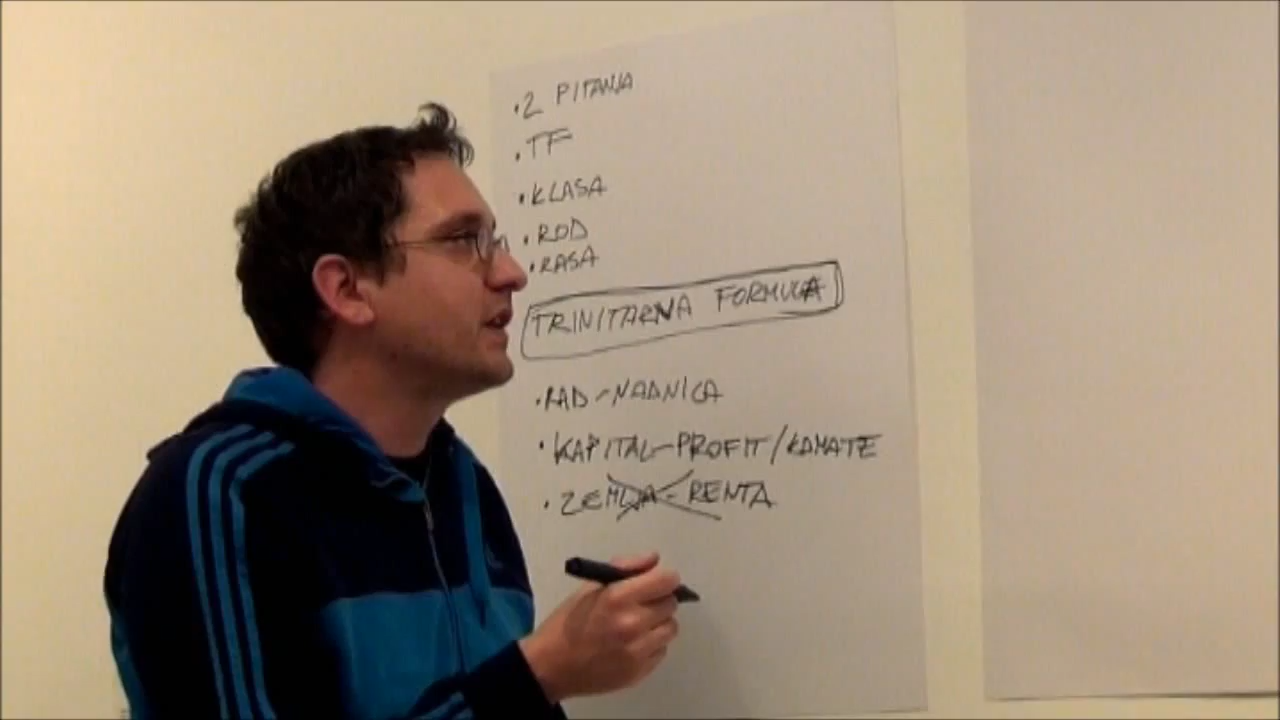 •2 PITANJA
•TF
•KLASA
•ROD
•RASA
TRINITARNA FORMULA
•RAD-NADNICA
•KAPITAL-PROFIT/KAMATE
•ZEMLJA-RENTA